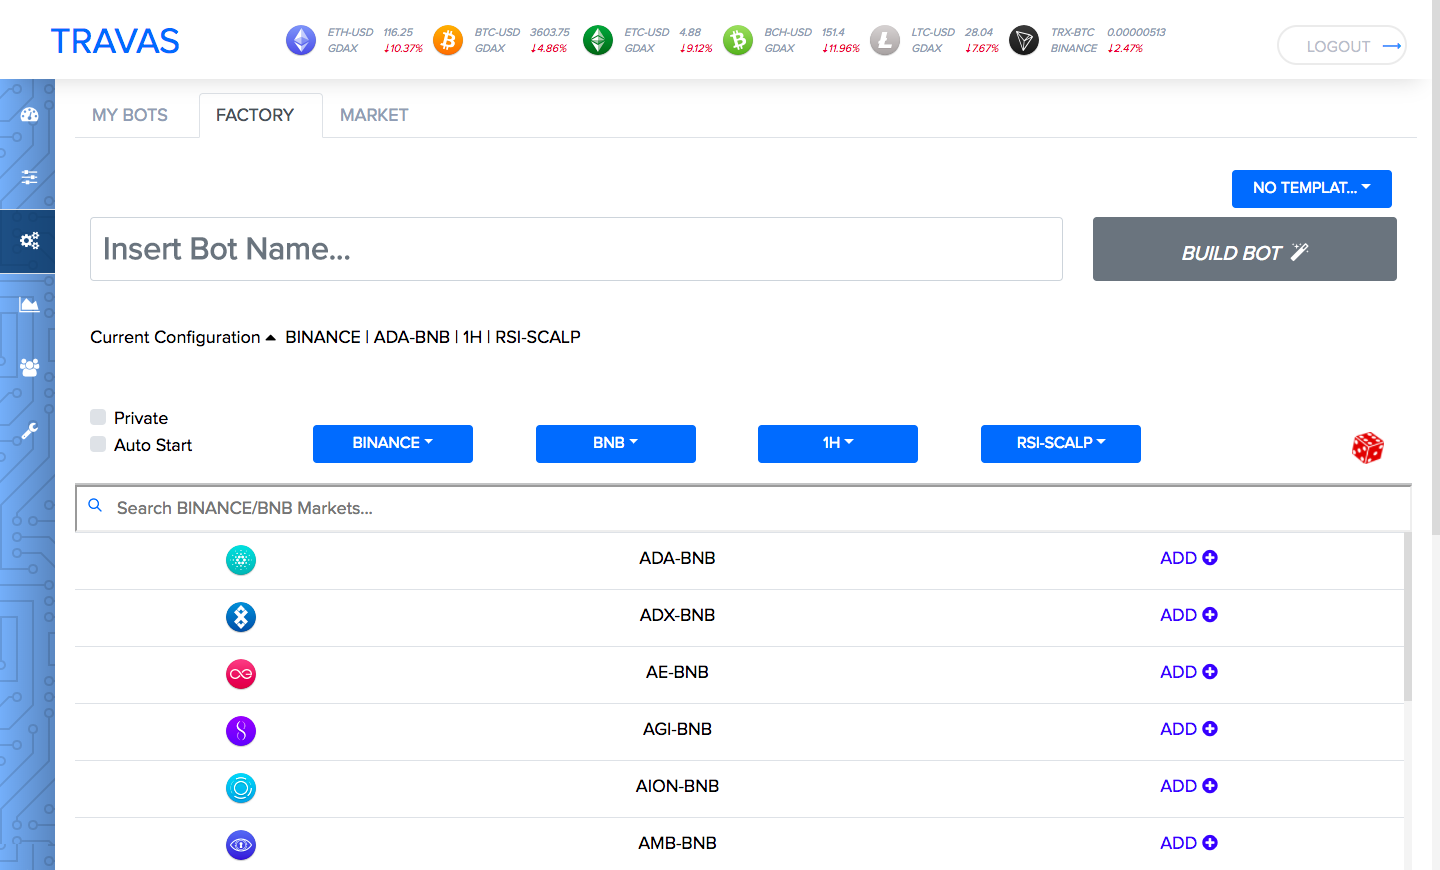 TRAVAS
ETH-USD 116.25
GDAX ↓10.37%
BTC-USD 3603.75
GDAX ↓4.86%
ETC-USD 4.88
GDAX ↓9.12%
BCH-USD 151.4
GDAX ↓11.96%
LTC-USD 28.04
GDAX ↓7.67%
TRX-BTC 0.00000513
BINANCE ↓2.47%
LOGOUT →
MY BOTS
FACTORY
MARKET
NO TEMPLAT...
Insert Bot Name...
BUILD BOT
Current Configuration BINANCE | ADA-BNB | 1H | RSI-SCALP
Private
Auto Start
BINANCE
BNB
1H
RSI-SCALP
Search BINANCE/BNB Markets...
ADA-BNB ADD
ADX-BNB ADD
AE-BNB ADD
AGI-BNB ADD
AION-BNB ADD
AMB-BNB ADD